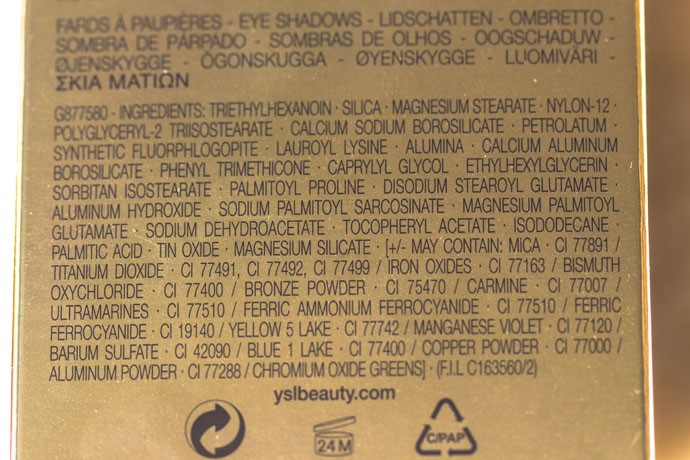 FARDS À PAUPIÈRES - EYE SHADOWS - LIDSCHATTEN - OMBRETTO -
SOMBRA DE PÁRPADO - SOMBRAS DE OLHOS - OOGSCHADUW -
ØJENSKYGGE - ÖGONSKUGGA - ØYENSKYGGE - LUOMIVÄRI -
ΣΚΙΑ ΜΑΤΙΩΝ
G877580 - INGREDIENTS: TRIETHYLHEXANOIN · SILICA · MAGNESIUM STEARATE · NYLON-12 ·
POLYGLYCERYL-2 TRIISOSTEARATE · CALCIUM SODIUM BOROSILICATE · PETROLATUM ·
SYNTHETIC FLUORPHLOGOPITE · LAUROYL LYSINE · ALUMINA · CALCIUM ALUMINUM
BOROSILICATE · PHENYL TRIMETHICONE · CAPRYLYL GLYCOL · ETHYLHEXYLGLYCERIN ·
SORBITAN ISOSTEARATE · PALMITOYL PROLINE · DISODIUM STEAROYL GLUTAMATE ·
ALUMINUM HYDROXIDE · SODIUM PALMITOYL SARCOSINATE · MAGNESIUM PALMITOYL
GLUTAMATE · SODIUM DEHYDROACETATE · TOCOPHERYL ACETATE · ISODODECANE ·
PALMITIC ACID · TIN OXIDE · MAGNESIUM SILICATE · [+/- MAY CONTAIN: MICA · CI 77891 /
TITANIUM DIOXIDE · CI 77491, CI 77492, CI 77499 / IRON OXIDES · CI 77163 / BISMUTH
OXYCHLORIDE · CI 77400 / BRONZE POWDER · CI 75470 / CARMINE · CI 77007 /
ULTRAMARINES · CI 77510 / FERRIC AMMONIUM FERROCYANIDE · CI 77510 / FERRIC
FERROCYANIDE · CI 19140 / YELLOW 5 LAKE · CI 77742 / MANGANESE VIOLET · CI 77120 /
BARIUM SULFATE · CI 42090 / BLUE 1 LAKE · CI 77400 / COPPER POWDER · CI 77000 /
ALUMINUM POWDER · CI 77288 / CHROMIUM OXIDE GREENS] · (F.I.L C163560/2)
yslbeauty.com
24 M
C/PAP